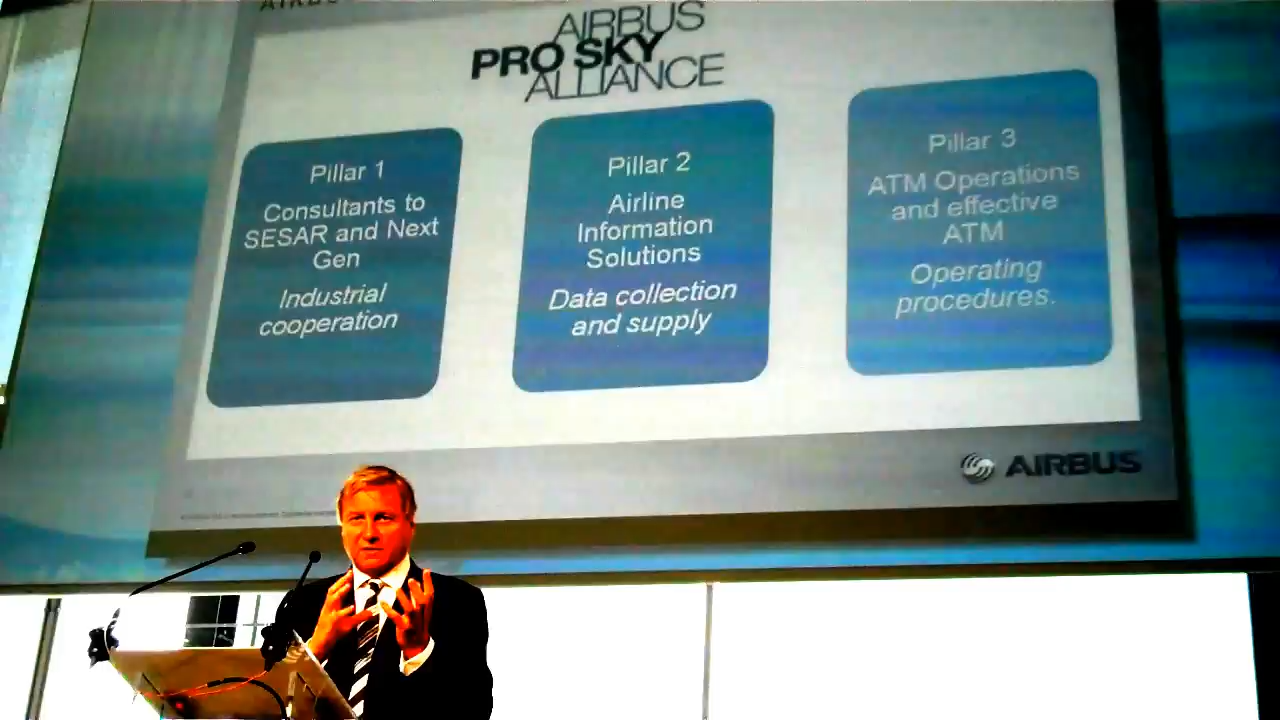 AIRBUS
PRO SKY
ALLIANCE
Pillar 1
Consultants to
SESAR and Next
Gen
Industrial
cooperation
Pillar 2
Airline
Information
Solutions
Data collection
and supply
Pillar 3
ATM Operations
and effective
ATM
Operating
procedures.
AIRBUS